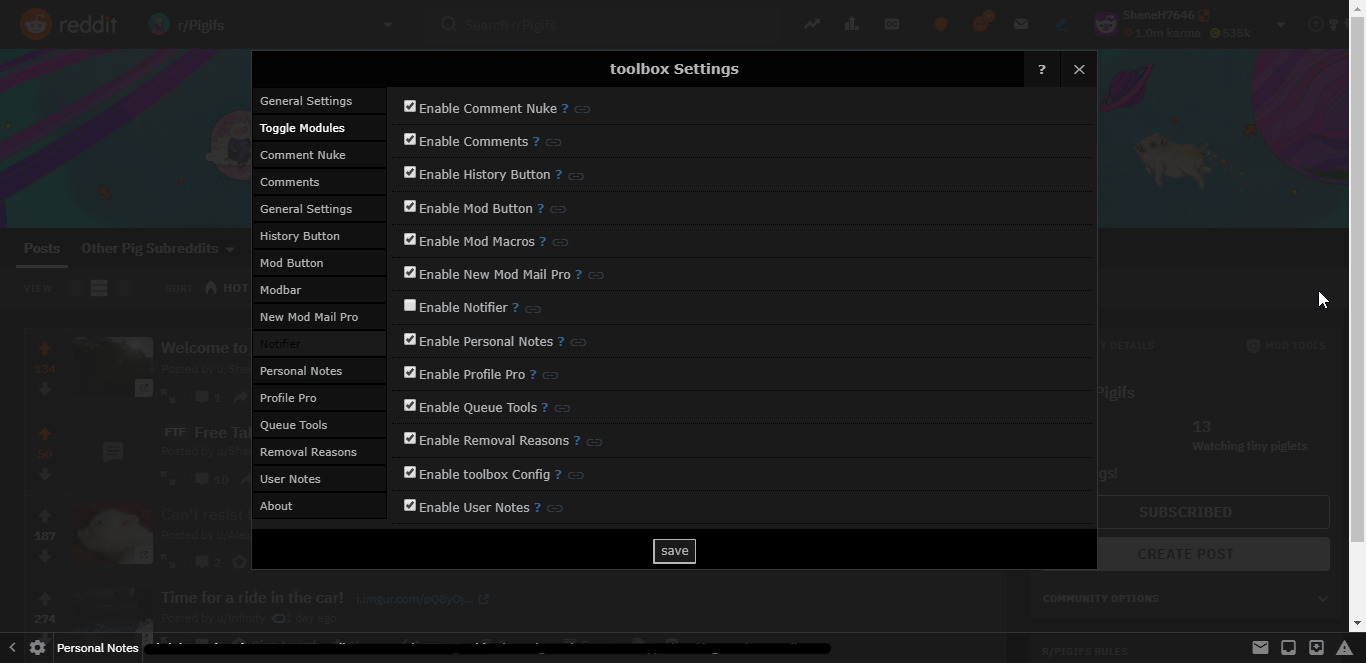 reddit r/Pigifs Search r/Pigifs ShaneH7646
1.0m karma 535k
toolbox Settings ? ×
General Settings
Toggle Modules
Comment Nuke
Comments
General Settings
History Button
Mod Button
Modbar
New Mod Mail Pro
Notifier
Personal Notes
Profile Pro
Queue Tools
Removal Reasons
User Notes
About
Enable Comment Nuke ?
Enable Comments ?
Enable History Button ?
Enable Mod Button ?
Enable Mod Macros ?
Enable New Mod Mail Pro ?
Enable Notifier ?
Enable Personal Notes ?
Enable Profile Pro ?
Enable Queue Tools ?
Enable Removal Reasons ?
Enable toolbox Config ?
Enable User Notes ?
save
Posts Other Pig Subreddits
VIEW SORT HOT
134 Welcome to
Posted by
1
50 FTF Free
Posted by
10
187 Can't resist
Posted by
2
274 Time for a ride in the car! i.imgur.com/pQ8yOj...
Posted by u/infinity 1 day ago
DETAILS MOD TOOLS
Pigifs
13
Watching tiny piglets
SUBSCRIBED
CREATE POST
COMMUNITY OPTIONS
R/PIGIFS RULES
Personal Notes